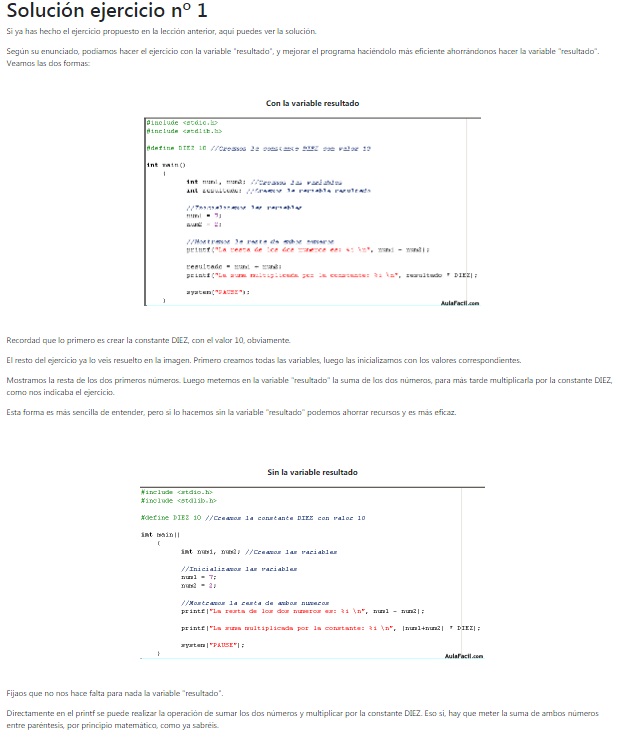 Solución ejercicio nº 1
Si ya has hecho el ejercicio propuesto en la lección anterior, aquí puedes ver la solución.
Según su enunciado, podíamos hacer el ejercicio con la variable "resultado", y mejorar el programa haciéndolo más eficiente ahorrándonos hacer la variable "resultado".
Veamos las dos formas:
Con la variable resultado
#include <stdio.h>
#include <stdlib.h>
#define DIEZ 10 //Creamos la constante DIEZ con valor 10
int main()
{
int num1, num2; //Creamos las variables
int resultado; //Creamos la variable resultado
//Inicializamos las variables
num1 = 7;
num2 = 2;
//Mostramos la resta de ambos numeros
printf("La resta de los dos numeros es: %i \n", num1 - num2);
resultado = num1 + num2;
printf("La suma multiplicada por la constante: %i \n", resultado * DIEZ);
system("PAUSE");
}
AulaFacil.com
Recordad que lo primero es crear la constante DIEZ, con el valor 10, obviamente.
El resto del ejercicio ya lo veis resuelto en la imagen. Primero creamos todas las variables, luego las inicializamos con los valores correspondientes.
Mostramos la resta de los dos primeros números. Luego metemos en la variable "resultado" la suma de los dos números, para más tarde multiplicarla por la constante DIEZ,
como nos indicaba el ejercicio.
Esta forma es más sencilla de entender, pero si lo hacemos sin la variable "resultado" podemos ahorrar recursos y es más eficaz.
Sin la variable resultado
#include <stdio.h>
#include <stdlib.h>
#define DIEZ 10 //Creamos la constante DIEZ con valor 10
int main()
{
int num1, num2; //Creamos las variables
//Inicializamos las variables
num1 = 7;
num2 = 2;
//Mostramos la resta de ambos numeros
printf("La resta de los dos numeros es: %i \n", num1 - num2);
printf("La suma multiplicada por la constante: %i \n", (num1+num2) * DIEZ);
system("PAUSE");
}
AulaFacil.com
Fijaos que no nos hace falta para nada la variable "resultado".
Directamente en el printf se puede realizar la operación de sumar los dos números y multiplicar por la constante DIEZ. Eso sí, hay que meter la suma de ambos números
entre paréntesis, por principio matemático, como ya sabréis.